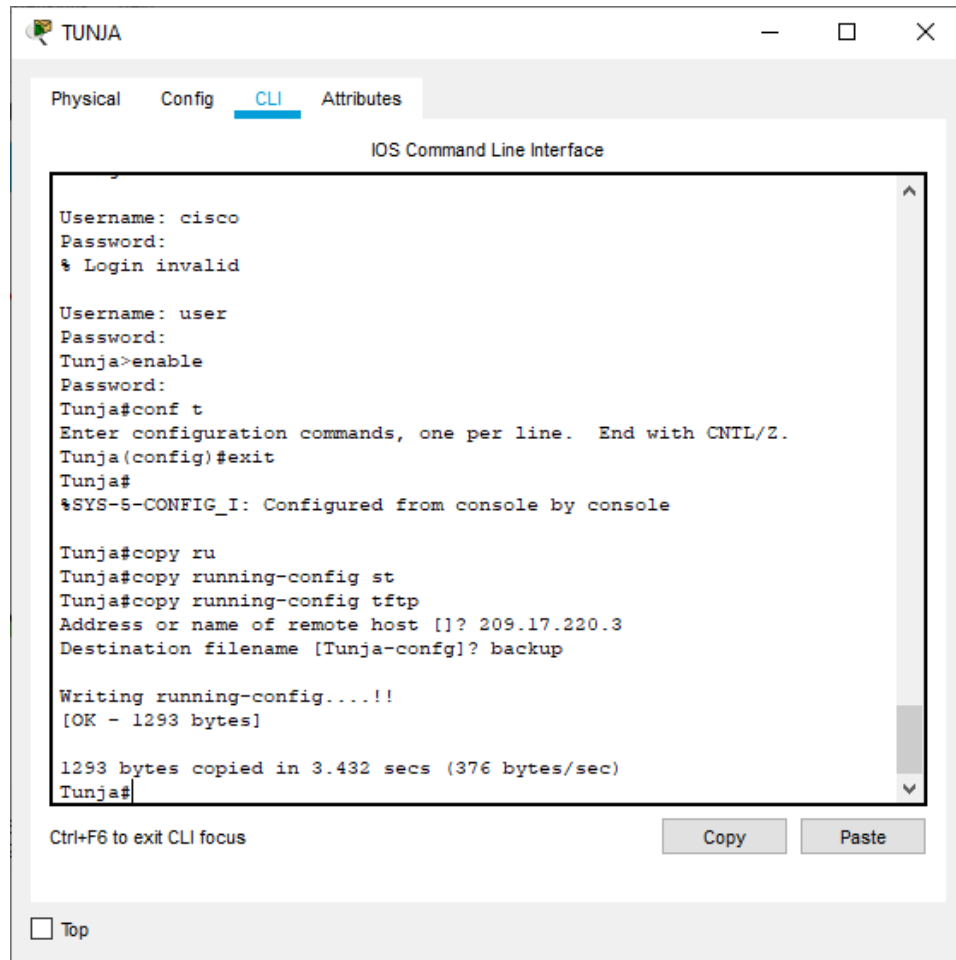 TUNJA
Physical Config CLI Attributes
IOS Command Line Interface
Username: cisco
Password:
% Login invalid
Username: user
Password:
Tunja>enable
Password:
Tunja#conf t
Enter configuration commands, one per line.  End with CNTL/Z.
Tunja(config)#exit
Tunja#
%SYS-5-CONFIG_I: Configured from console by console
Tunja#copy ru
Tunja#copy running-config st
Tunja#copy running-config tftp
Address or name of remote host []? 209.17.220.3
Destination filename [Tunja-confg]? backup
Writing running-config....!!
[OK - 1293 bytes]
1293 bytes copied in 3.432 secs (376 bytes/sec)
Tunja#
Ctrl+F6 to exit CLI focus Copy Paste
Top